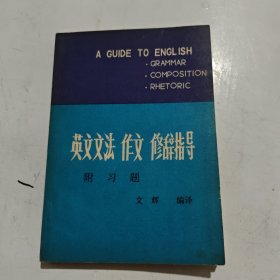 A GUIDE TO ENGLISH
· GRAMMAR
· COMPOSITION
· RHETORIC
英文文法 作文 修辞指导
附习题
文辉 编译